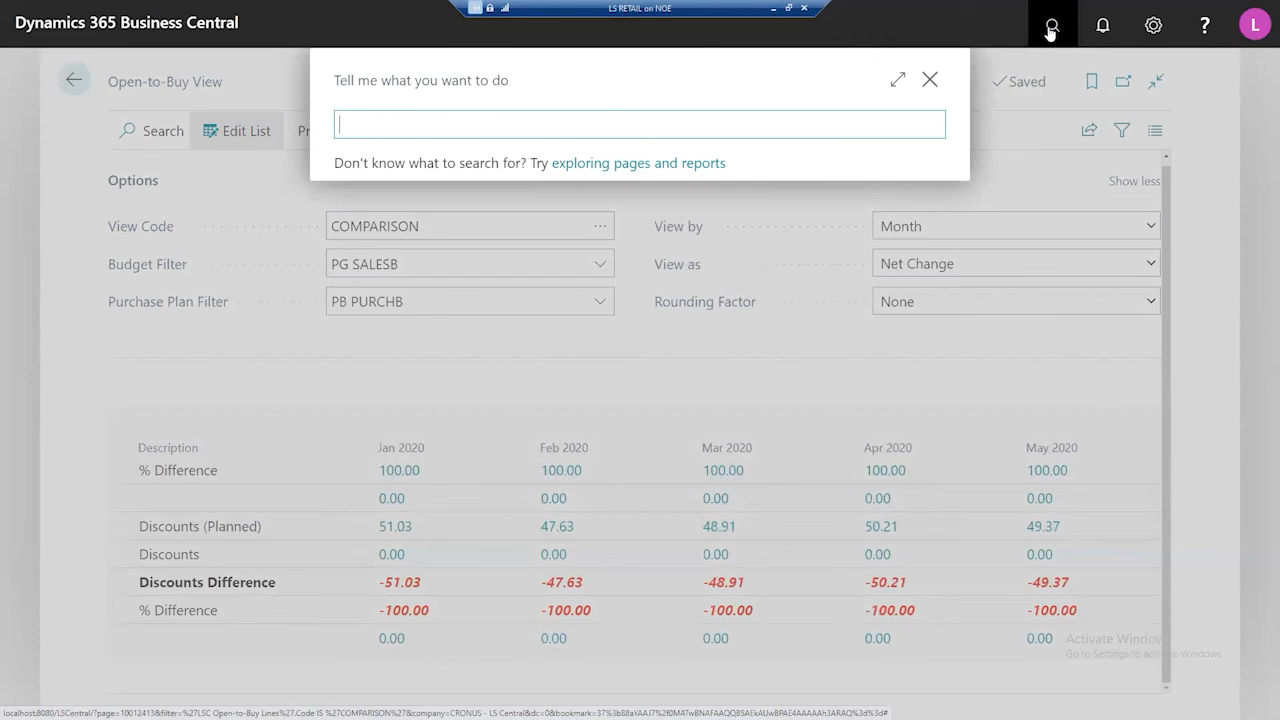 Dynamics 365 Business Central
LS RETAIL on NOE
?
L
Open-to-Buy View
Tell me what you want to do
Saved
Search
Edit List
Pr
Don't know what to search for? Try exploring pages and reports
Options
Show less
View Code
COMPARISON
View by
Month
Budget Filter
PG SALESB
View as
Net Change
Purchase Plan Filter
PB PURCHB
Rounding Factor
None
Description Jan 2020 Feb 2020 Mar 2020 Apr 2020 May 2020
% Difference 100.00 100.00 100.00 100.00 100.00
0.00 0.00 0.00 0.00 0.00
Discounts (Planned) 51.03 47.63 48.91 50.21 49.37
Discounts 0.00 0.00 0.00 0.00 0.00
Discounts Difference -51.03 -47.63 -48.91 -50.21 -49.37
% Difference -100.00 -100.00 -100.00 -100.00 -100.00
0.00 0.00 0.00 0.00 0.00
Activate Window
Go to Settings to activate Windows.